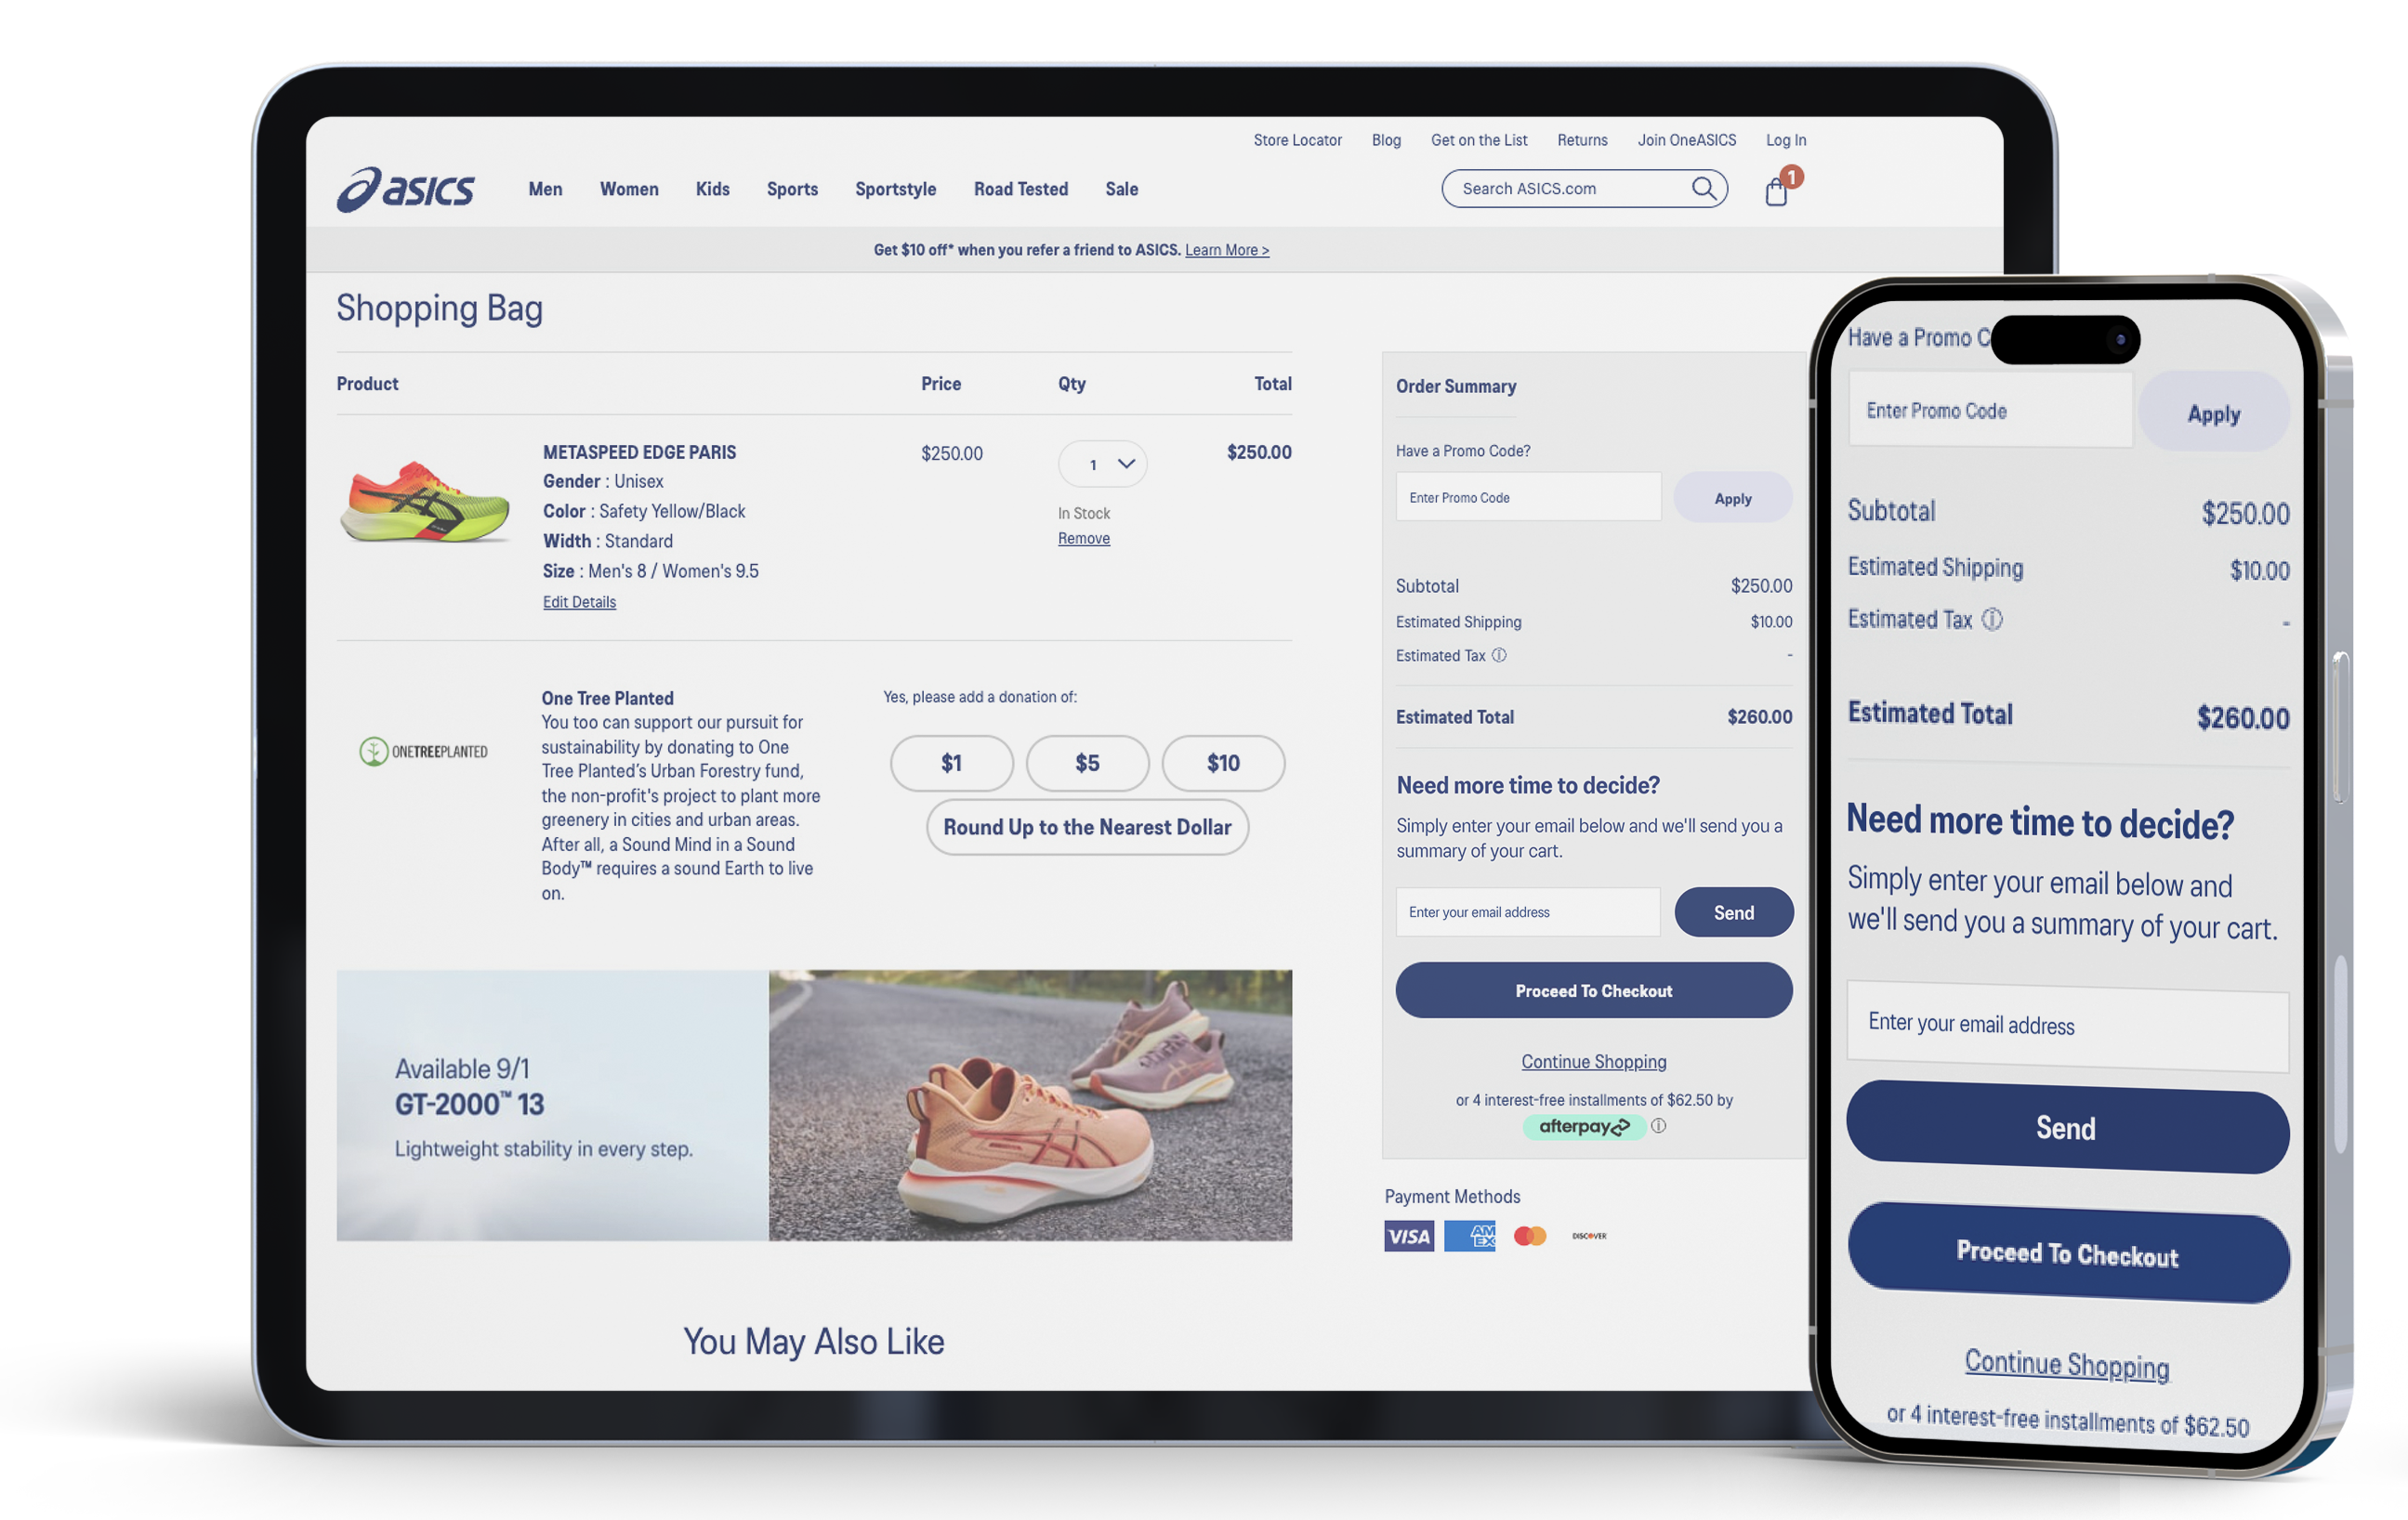 Store Locator Blog Get on the List Returns Join OneASICS Log In
asics Men Women Kids Sports Sportstyle Road Tested Sale Search ASICS.com 1
Get $10 off* when you refer a friend to ASICS. Learn More >
Shopping Bag
Product Price Qty Total
METASPEED EDGE PARIS $250.00 1 $250.00
Gender : Unisex
Color : Safety Yellow/Black
In Stock
Width : Standard
Remove
Size : Men's 8 / Women's 9.5
Edit Details
ONETREEPLANTED
One Tree Planted
You too can support our pursuit for
sustainability by donating to One
Tree Planted's Urban Forestry fund,
the non-profit's project to plant more
greenery in cities and urban areas.
After all, a Sound Mind in a Sound
Body™ requires a sound Earth to live
on.
Yes, please add a donation of:
$1 $5 $10
Round Up to the Nearest Dollar
Available 9/1
GT-2000™ 13
Lightweight stability in every step.
You May Also Like
Order Summary
Have a Promo Code?
Enter Promo Code Apply
Subtotal $250.00
Estimated Shipping $10.00
Estimated Tax ⓘ -
Estimated Total $260.00
Need more time to decide?
Simply enter your email below and we'll send you a
summary of your cart.
Enter your email address Send
Proceed To Checkout
Continue Shopping
or 4 interest-free installments of $62.50 by
afterpay ⓘ
Payment Methods
VISA AM EX DISCOVER
Have a Promo C
Enter Promo Code Apply
Subtotal $250.00
Estimated Shipping $10.00
Estimated Tax ⓘ -
Estimated Total $260.00
Need more time to decide?
Simply enter your email below and
we'll send you a summary of your cart.
Enter your email address
Send
Proceed To Checkout
Continue Shopping
or 4 interest-free installments of $62.50